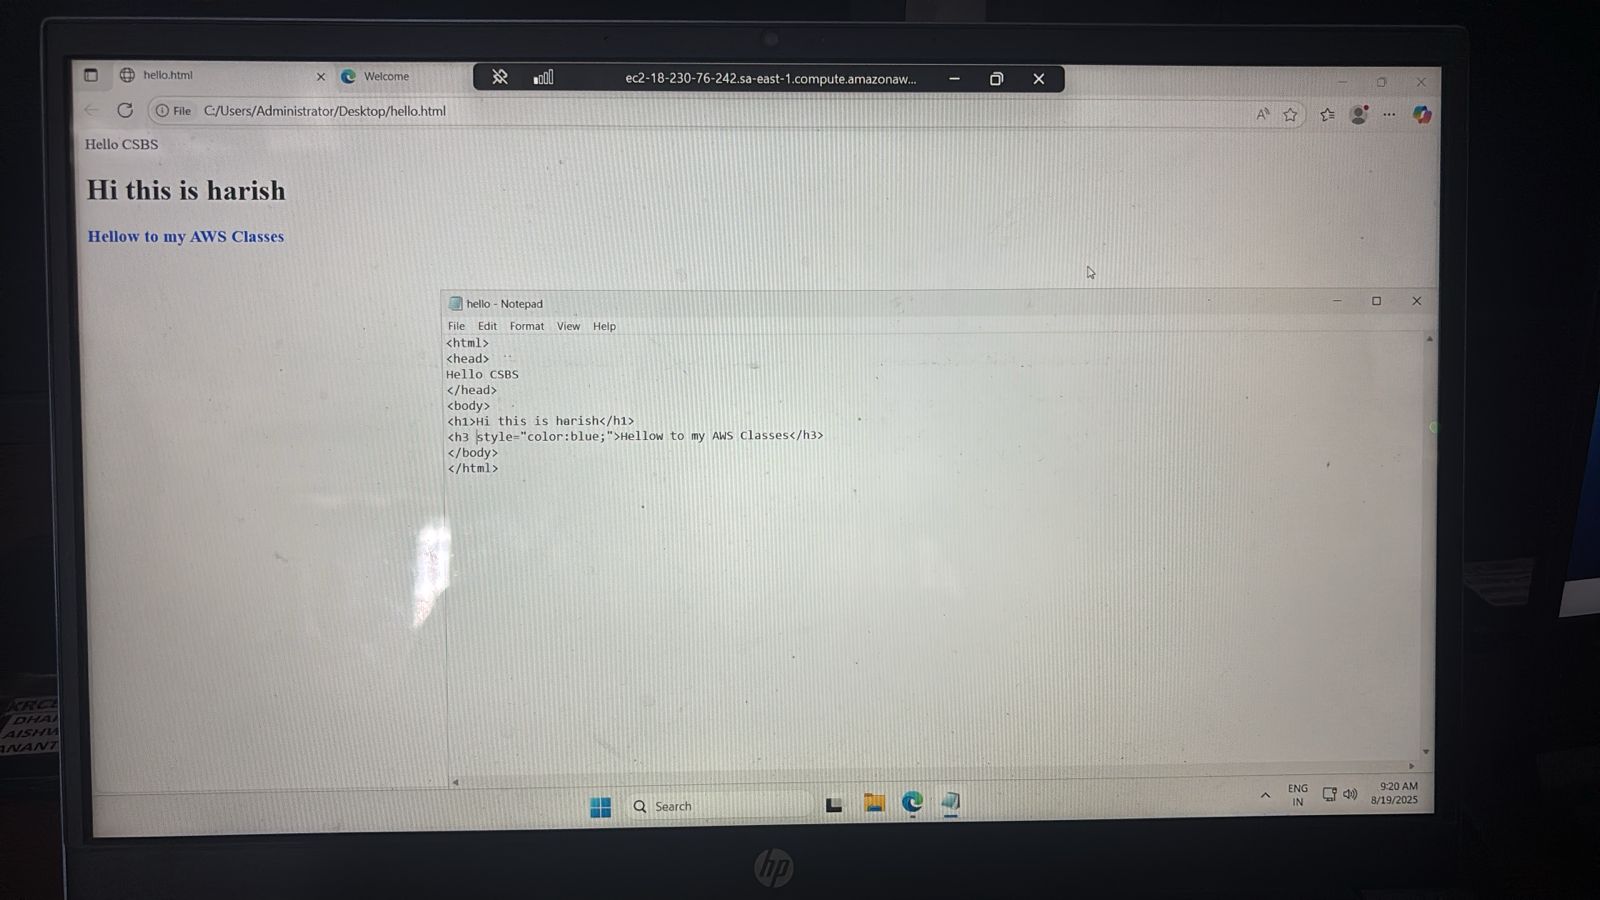 hello.html
Welcome
ec2-18-230-76-242.sa-east-1.compute.amazonaw...
File C:/Users/Administrator/Desktop/hello.html
Hello CSBS
Hi this is harish
Hellow to my AWS Classes
hello - Notepad
File Edit Format View Help
<html>
<head>
Hello CSBS
</head>
<body>
<h1>Hi this is harish</h1>
<h3 style="color:blue;">Hellow to my AWS Classes</h3>
</body>
</html>
Search
ENG
IN
9:20 AM
8/19/2025
hp
DHA
AISHW
ANANT